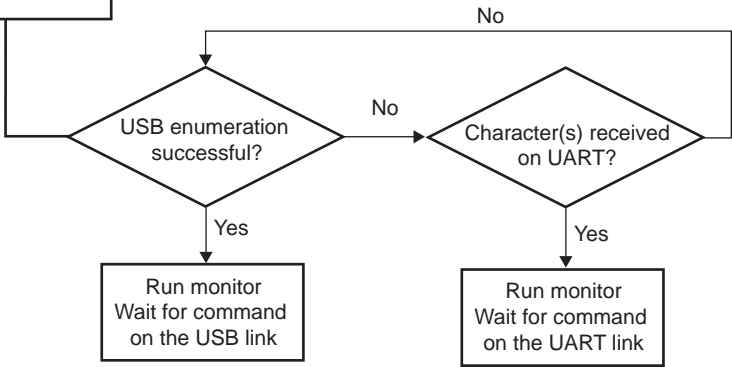 No
USB enumeration
successful?
No
Character(s) received
on UART?
Yes
Yes
Run monitor
Wait for command
on the USB link
Run monitor
Wait for command
on the UART link